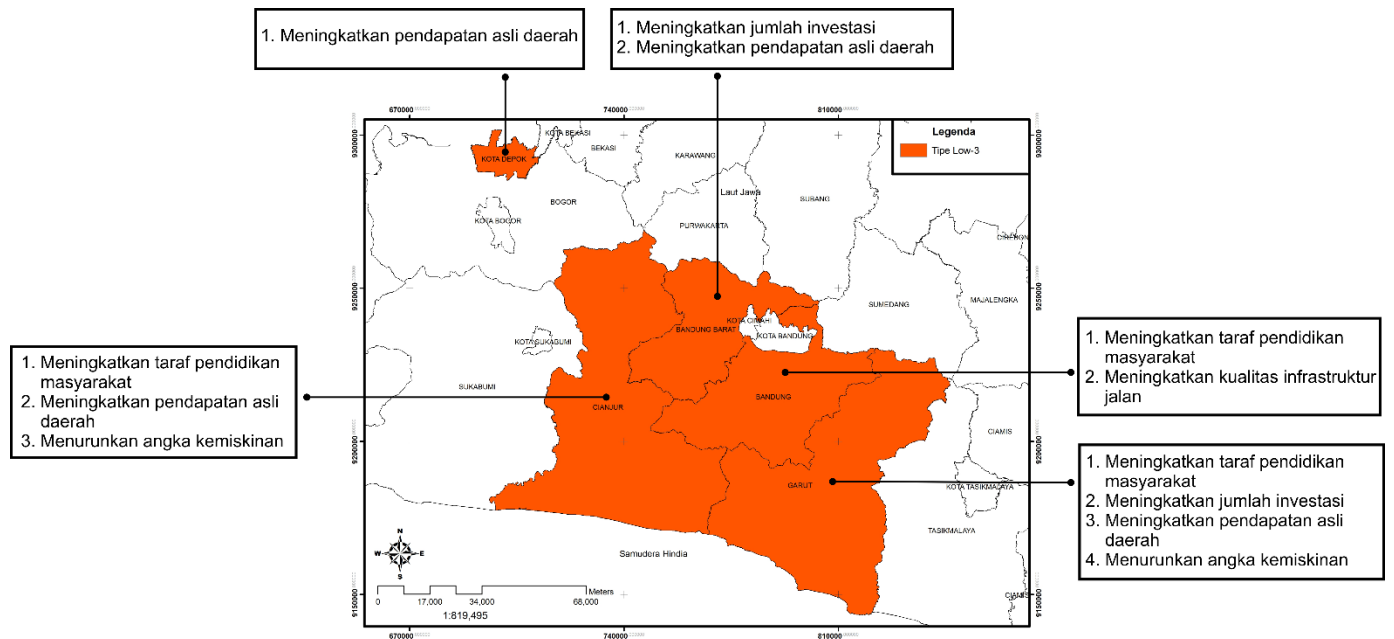 1. Meningkatkan pendapatan asli daerah
1. Meningkatkan jumlah investasi
2. Meningkatkan pendapatan asli daerah
670000
740000
810000
9300000
9300000
KOTA BEKASI
BEKASI
KOTA DEPOK
KARAWANG
Legenda
Tipe Low-3
Laut Jawa
SUBANG
BOGOR
KOTA BOGOR
PURWAKARTA
9250000
9250000
SUMEDANG
MAJALENGKA
KOTA CIMAHI
BANDUNG BARAT
KOTA BANDUNG
KOTA SUKABUMI
SUKABUMI
CIANJUR
BANDUNG
1. Meningkatkan taraf pendidikan
masyarakat
2. Meningkatkan pendapatan asli
daerah
3. Menurunkan angka kemiskinan
1. Meningkatkan taraf pendidikan
masyarakat
2. Meningkatkan kualitas infrastruktur
jalan
CIAMIS
9200000
9200000
GARUT
KOTA TASIKMALAYA
TASIKMALAYA
1. Meningkatkan taraf pendidikan
masyarakat
2. Meningkatkan jumlah investasi
3. Meningkatkan pendapatan asli
daerah
4. Menurunkan angka kemiskinan
N
W E
S
Samudera Hindia
Meters
0 17,000 34,000 68,000
1:819,495
9150000
9150000
CIAMIS
670000
740000
810000